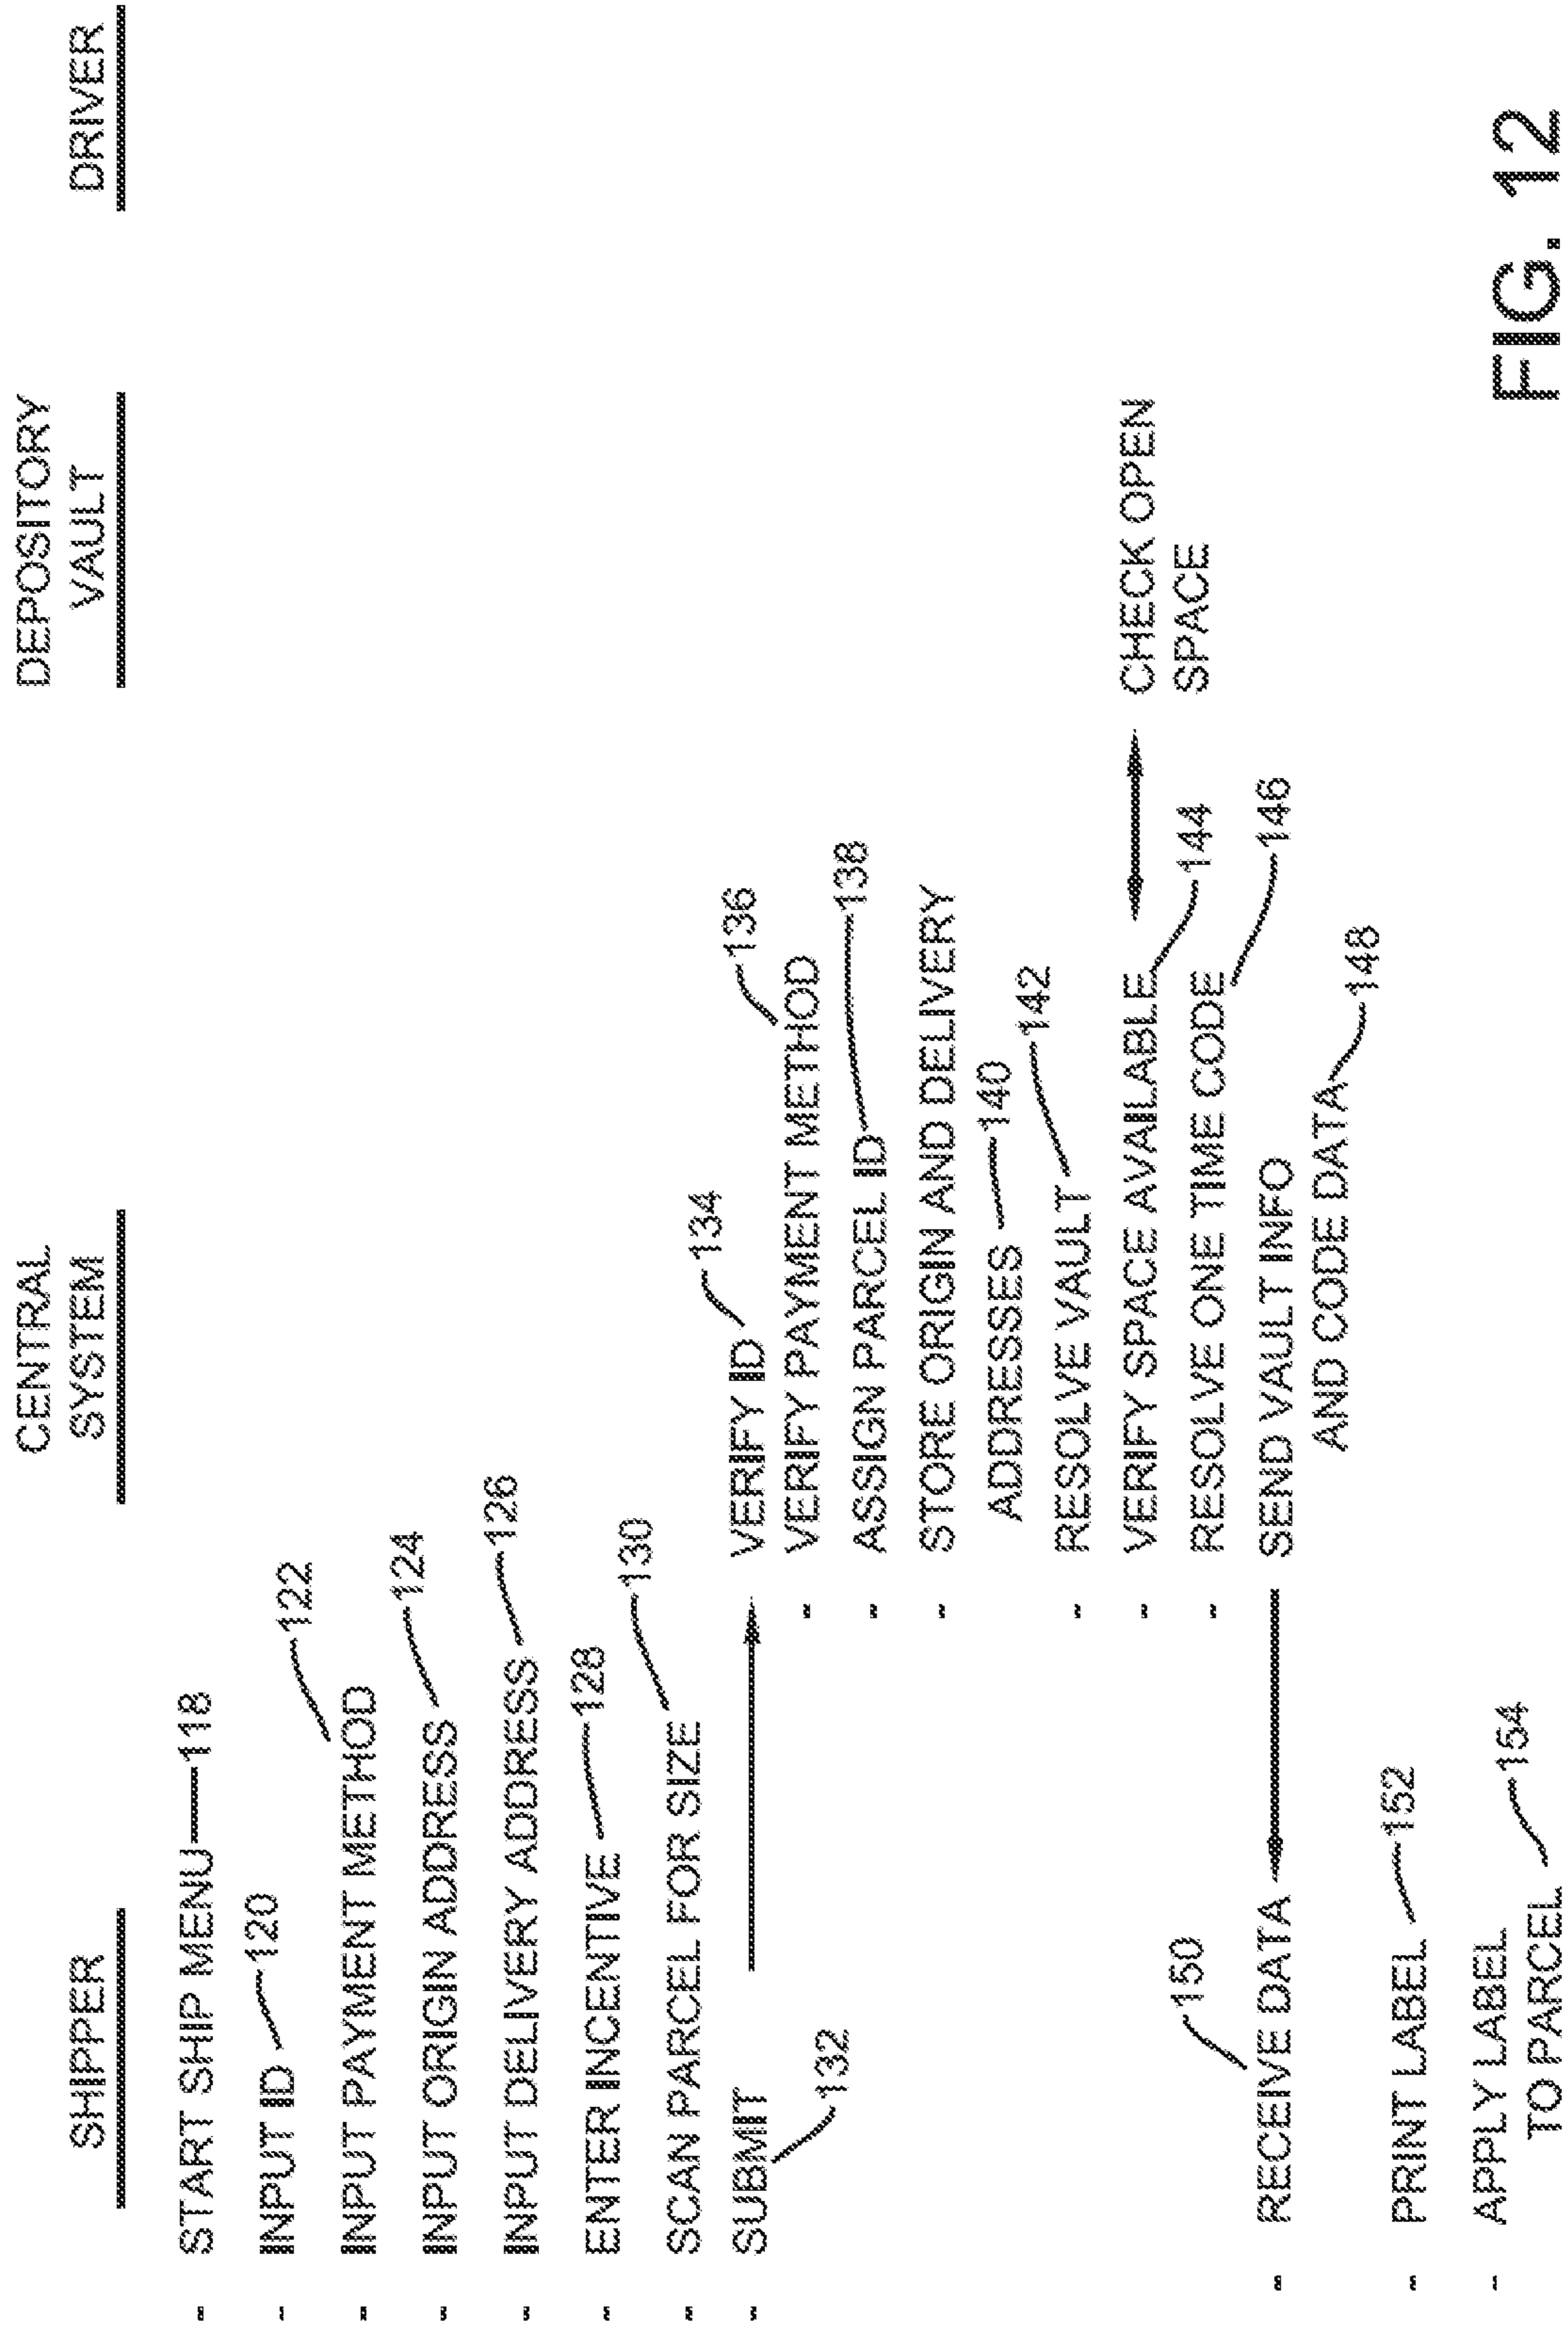 SHIPPER
CENTRAL
SYSTEM
DEPOSITORY
VAULT
DRIVER
- START SHIP MENU 118
- INPUT ID 120
- INPUT PAYMENT METHOD 122
- INPUT ORIGIN ADDRESS 124
- INPUT DELIVERY ADDRESS 126
- ENTER INCENTIVE 128
- SCAN PARCEL FOR SIZE 130
- SUBMIT 132
VERIFY ID 134
- VERIFY PAYMENT METHOD 136
- ASSIGN PARCEL ID 138
- STORE ORIGIN AND DELIVERY
ADDRESSES 140
- RESOLVE VAULT 142
- VERIFY SPACE AVAILABLE 144
CHECK OPEN
SPACE
- RESOLVE ONE TIME CODE 146
SEND VAULT INFO
AND CODE DATA 148
- RECEIVE DATA 150
- PRINT LABEL 152
- APPLY LABEL
TO PARCEL 154
FIG. 12